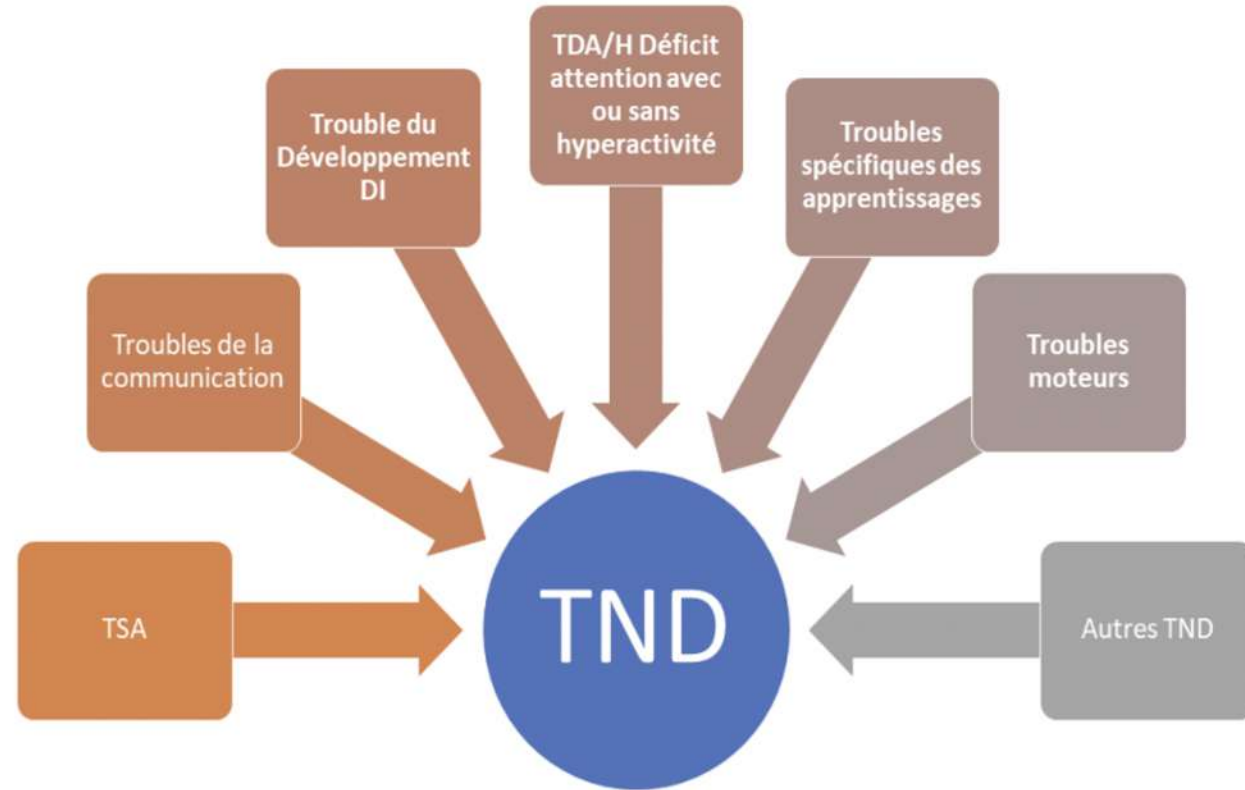 TDA/H Déficit
attention avec
ou sans
hyperactivité
Trouble du
Développement
DI
Troubles
spécifiques des
apprentissages
Troubles de la
communication
Troubles
moteurs
TSA
TND
Autres TND